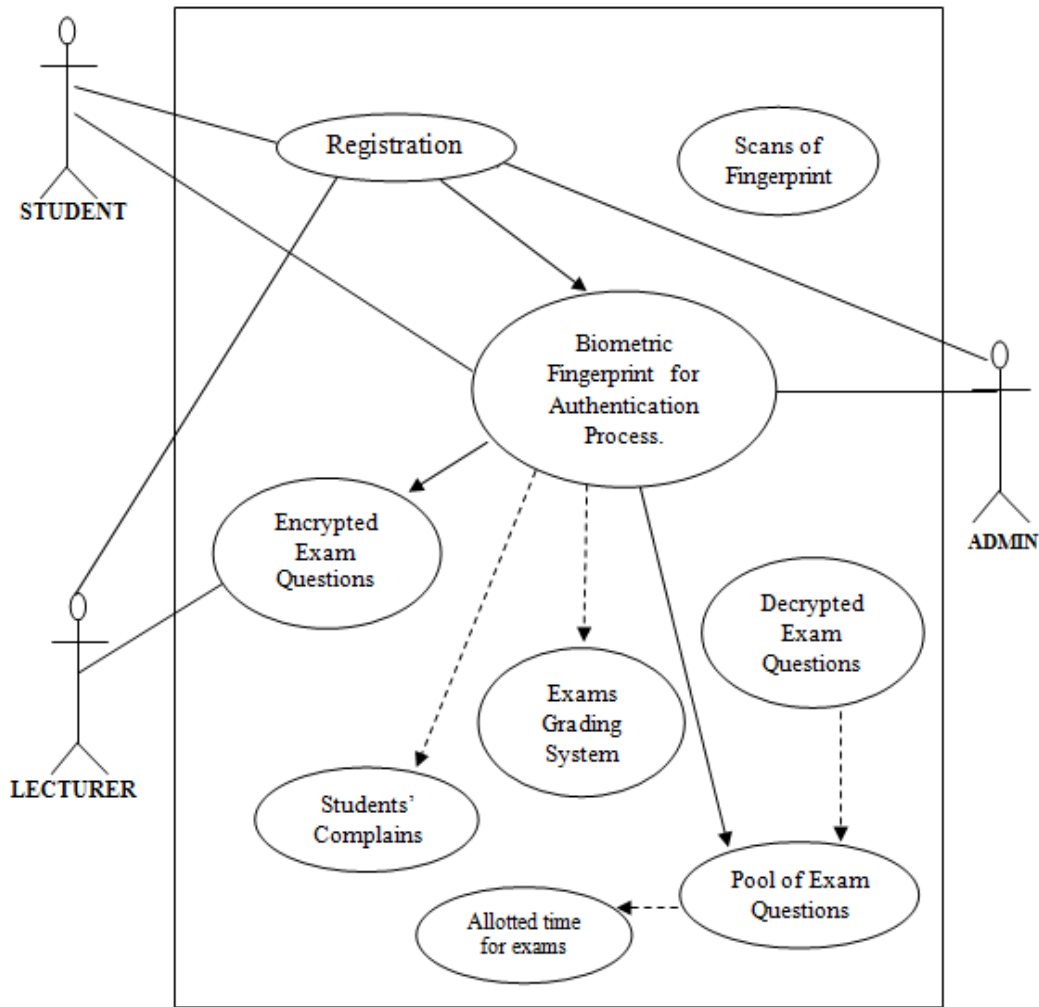 Registration
Scans of
Fingerprint
STUDENT
Biometric
Fingerprint for
Authentication
Process.
Encrypted
Exam
Questions
ADMIN
Decrypted
Exam
Questions
Exams
Grading
System
LECTURER
Students’
Complains
Pool of Exam
Questions
Allotted time
for exams